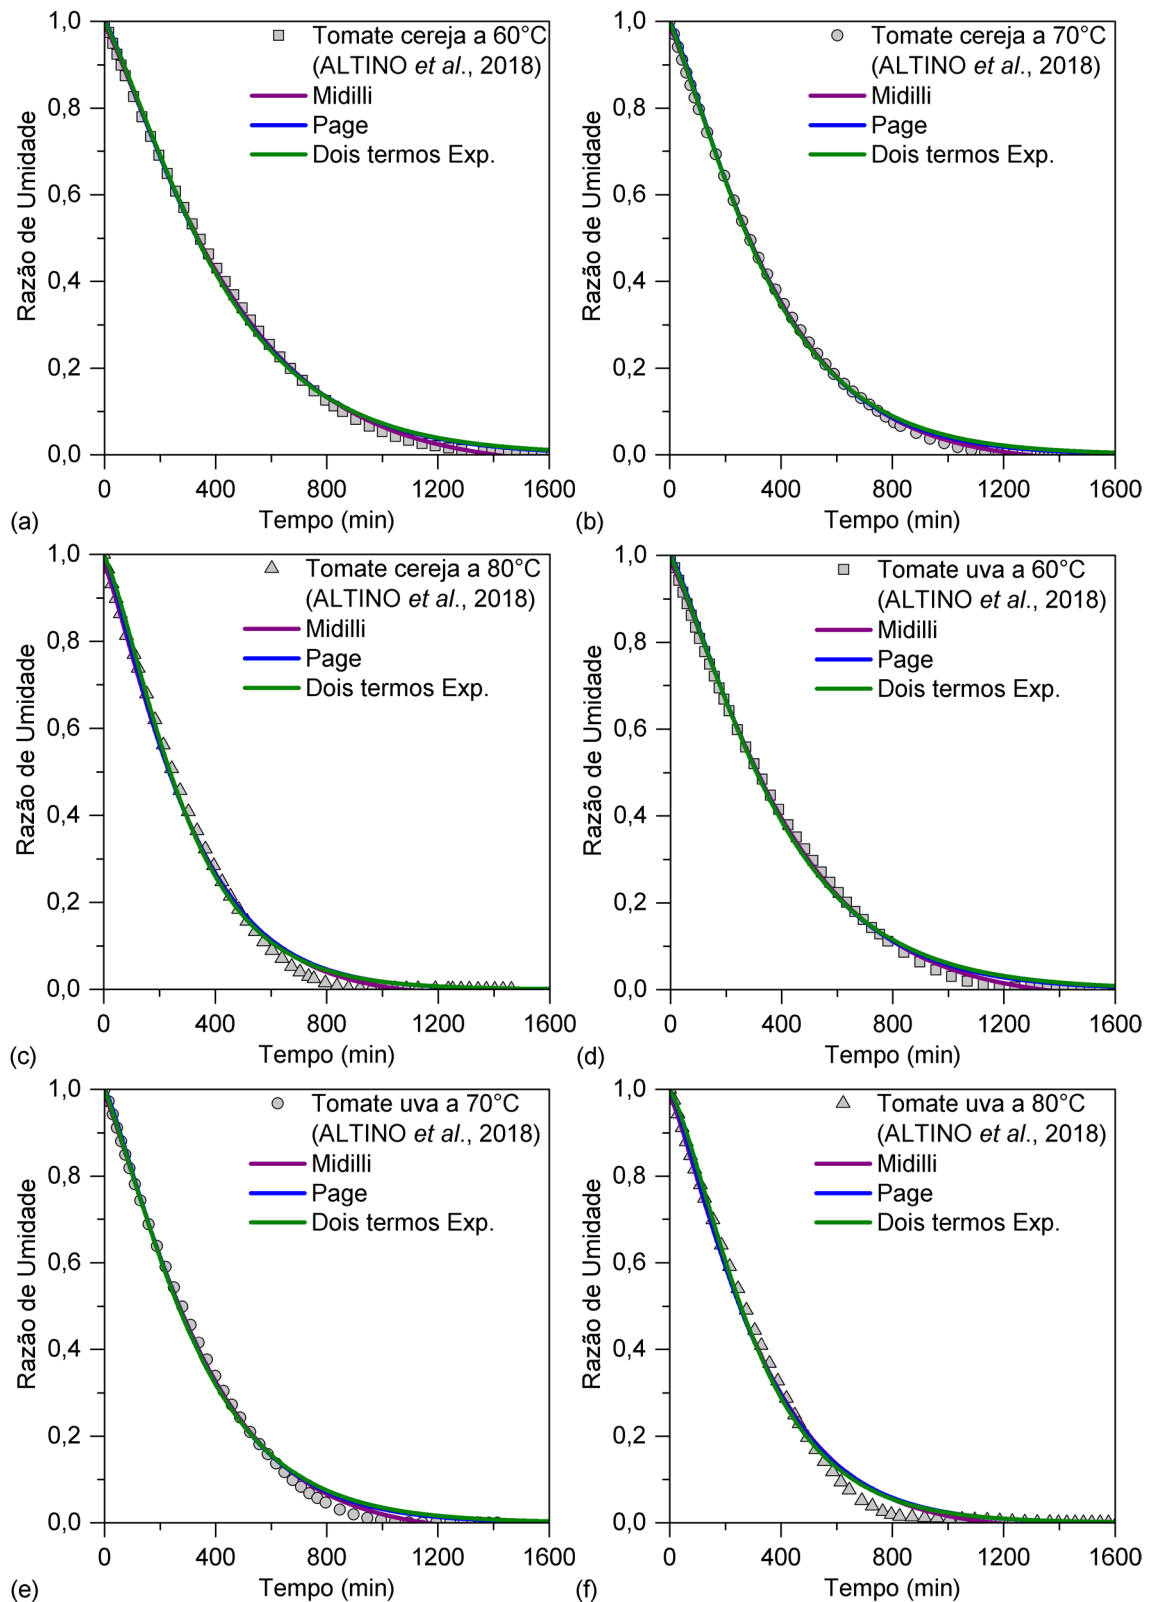 1,0
0,8
0,6
0,4
0,2
0,0
Razão de Umidade
Tomate cereja a 60°C
(ALTINO et al., 2018)
Midilli
Page
Dois termos Exp.
0 400 800 1200 1600
Tempo (min)
(a)
1,0
0,8
0,6
0,4
0,2
0,0
Razão de Umidade
Tomate cereja a 70°C
(ALTINO et al., 2018)
Midilli
Page
Dois termos Exp.
0 400 800 1200 1600
Tempo (min)
(b)
1,0
0,8
0,6
0,4
0,2
0,0
Razão de Umidade
Tomate cereja a 80°C
(ALTINO et al., 2018)
Midilli
Page
Dois termos Exp.
0 400 800 1200 1600
Tempo (min)
(c)
1,0
0,8
0,6
0,4
0,2
0,0
Razão de Umidade
Tomate uva a 60°C
(ALTINO et al., 2018)
Midilli
Page
Dois termos Exp.
0 400 800 1200 1600
Tempo (min)
(d)
1,0
0,8
0,6
0,4
0,2
0,0
Razão de Umidade
Tomate uva a 70°C
(ALTINO et al., 2018)
Midilli
Page
Dois termos Exp.
0 400 800 1200 1600
Tempo (min)
(e)
1,0
0,8
0,6
0,4
0,2
0,0
Razão de Umidade
Tomate uva a 80°C
(ALTINO et al., 2018)
Midilli
Page
Dois termos Exp.
0 400 800 1200 1600
Tempo (min)
(f)